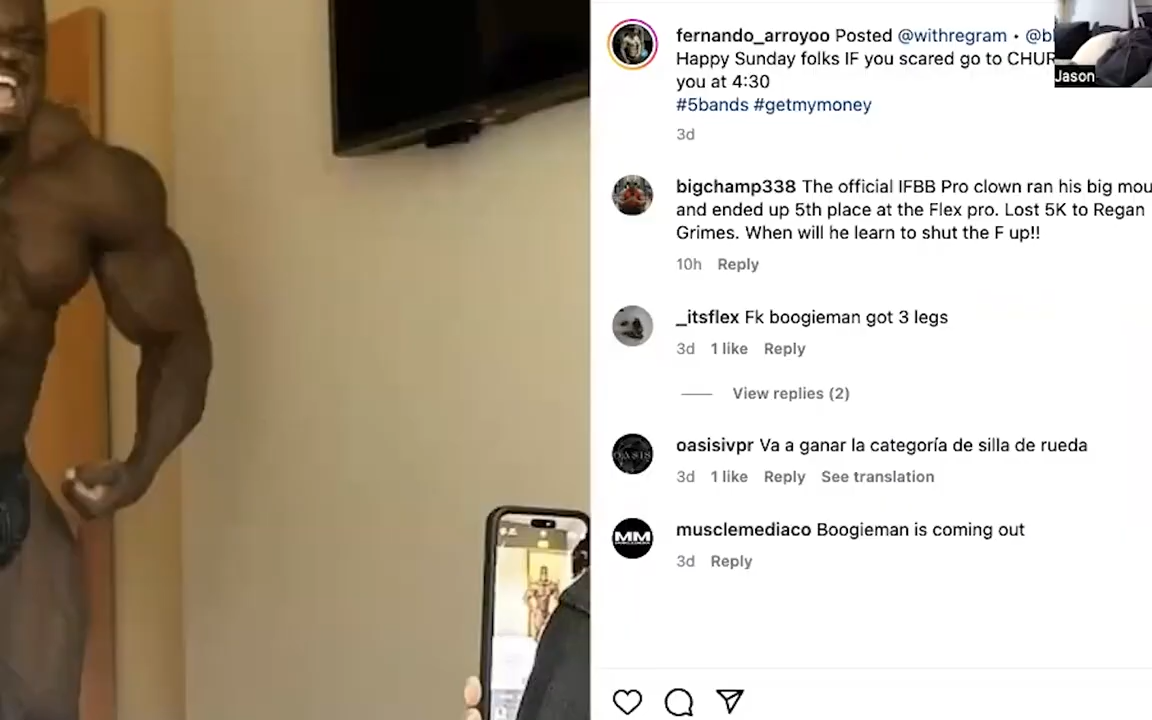 fernando_arroyoo Posted @withregram •
Happy Sunday folks IF you scared go to
you at 4:30
#5bands #getmymoney
3d
Jason
bigchamp338 The official IFBB Pro clown ran his big
and ended up 5th place at the Flex pro. Lost 5K to Regan
Grimes. When will he learn to shut the F up!!
10h Reply
_itsflex Fk boogieman got 3 legs
3d 1 like Reply
View replies (2)
OASIS
oasisivpr Va a ganar la categoría de silla de rueda
3d 1 like Reply See translation
MM
musclemediaco Boogieman is coming out
3d Reply